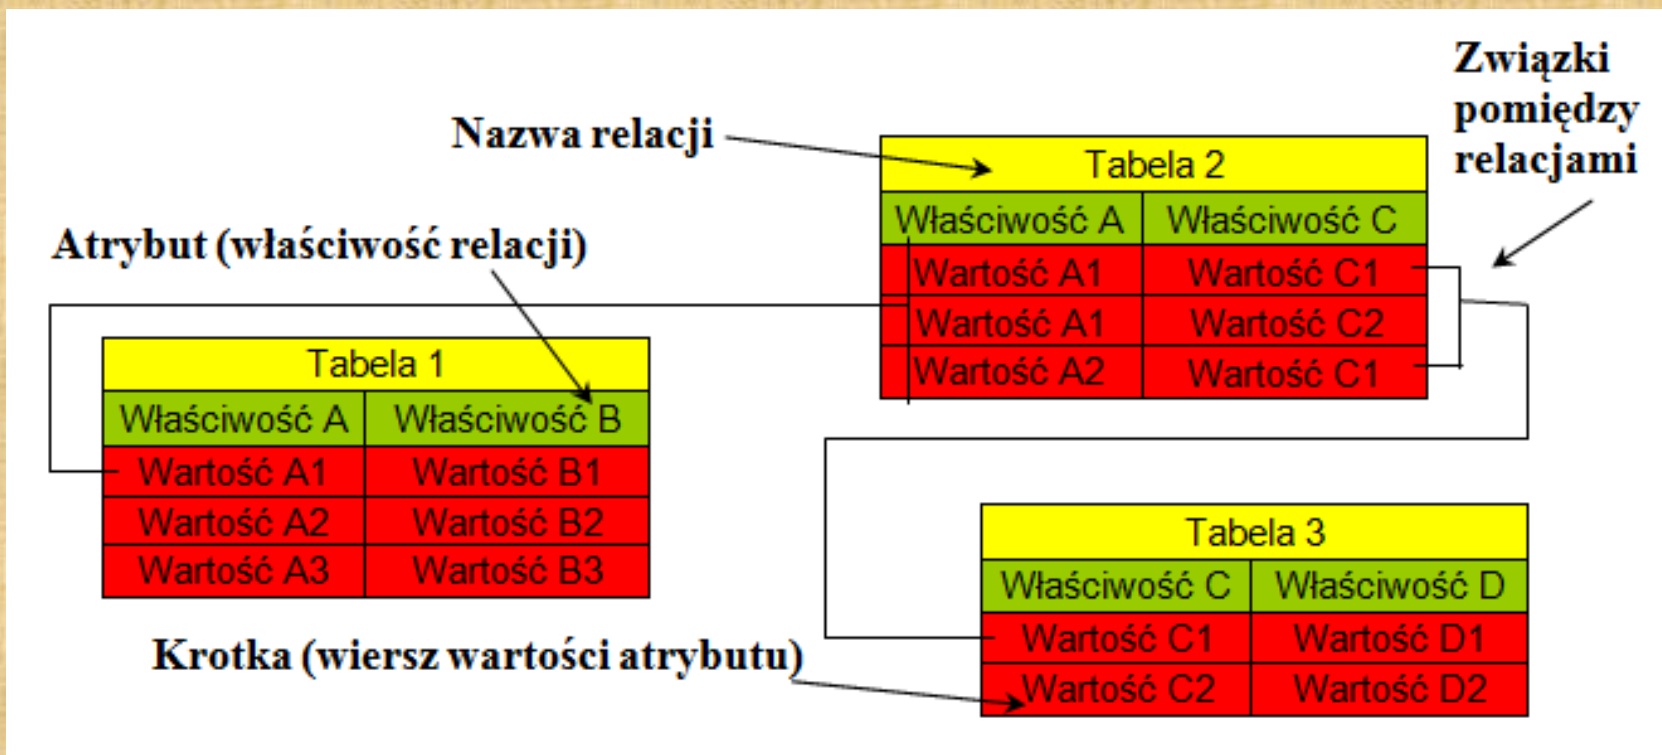 Związki
pomiędzy
relacjami
Nazwa relacji
Tabela 2
Właściwość A Właściwość C
Wartość A1 Wartość C1
Wartość A1 Wartość C2
Wartość A2 Wartość C1
Atrybut (właściwość relacji)
Tabela 1
Właściwość A Właściwość B
Wartość A1 Wartość B1
Wartość A2 Wartość B2
Wartość A3 Wartość B3
Tabela 3
Właściwość C Właściwość D
Wartość C1 Wartość D1
Wartość C2 Wartość D2
Krotka (wiersz wartości atrybutu)